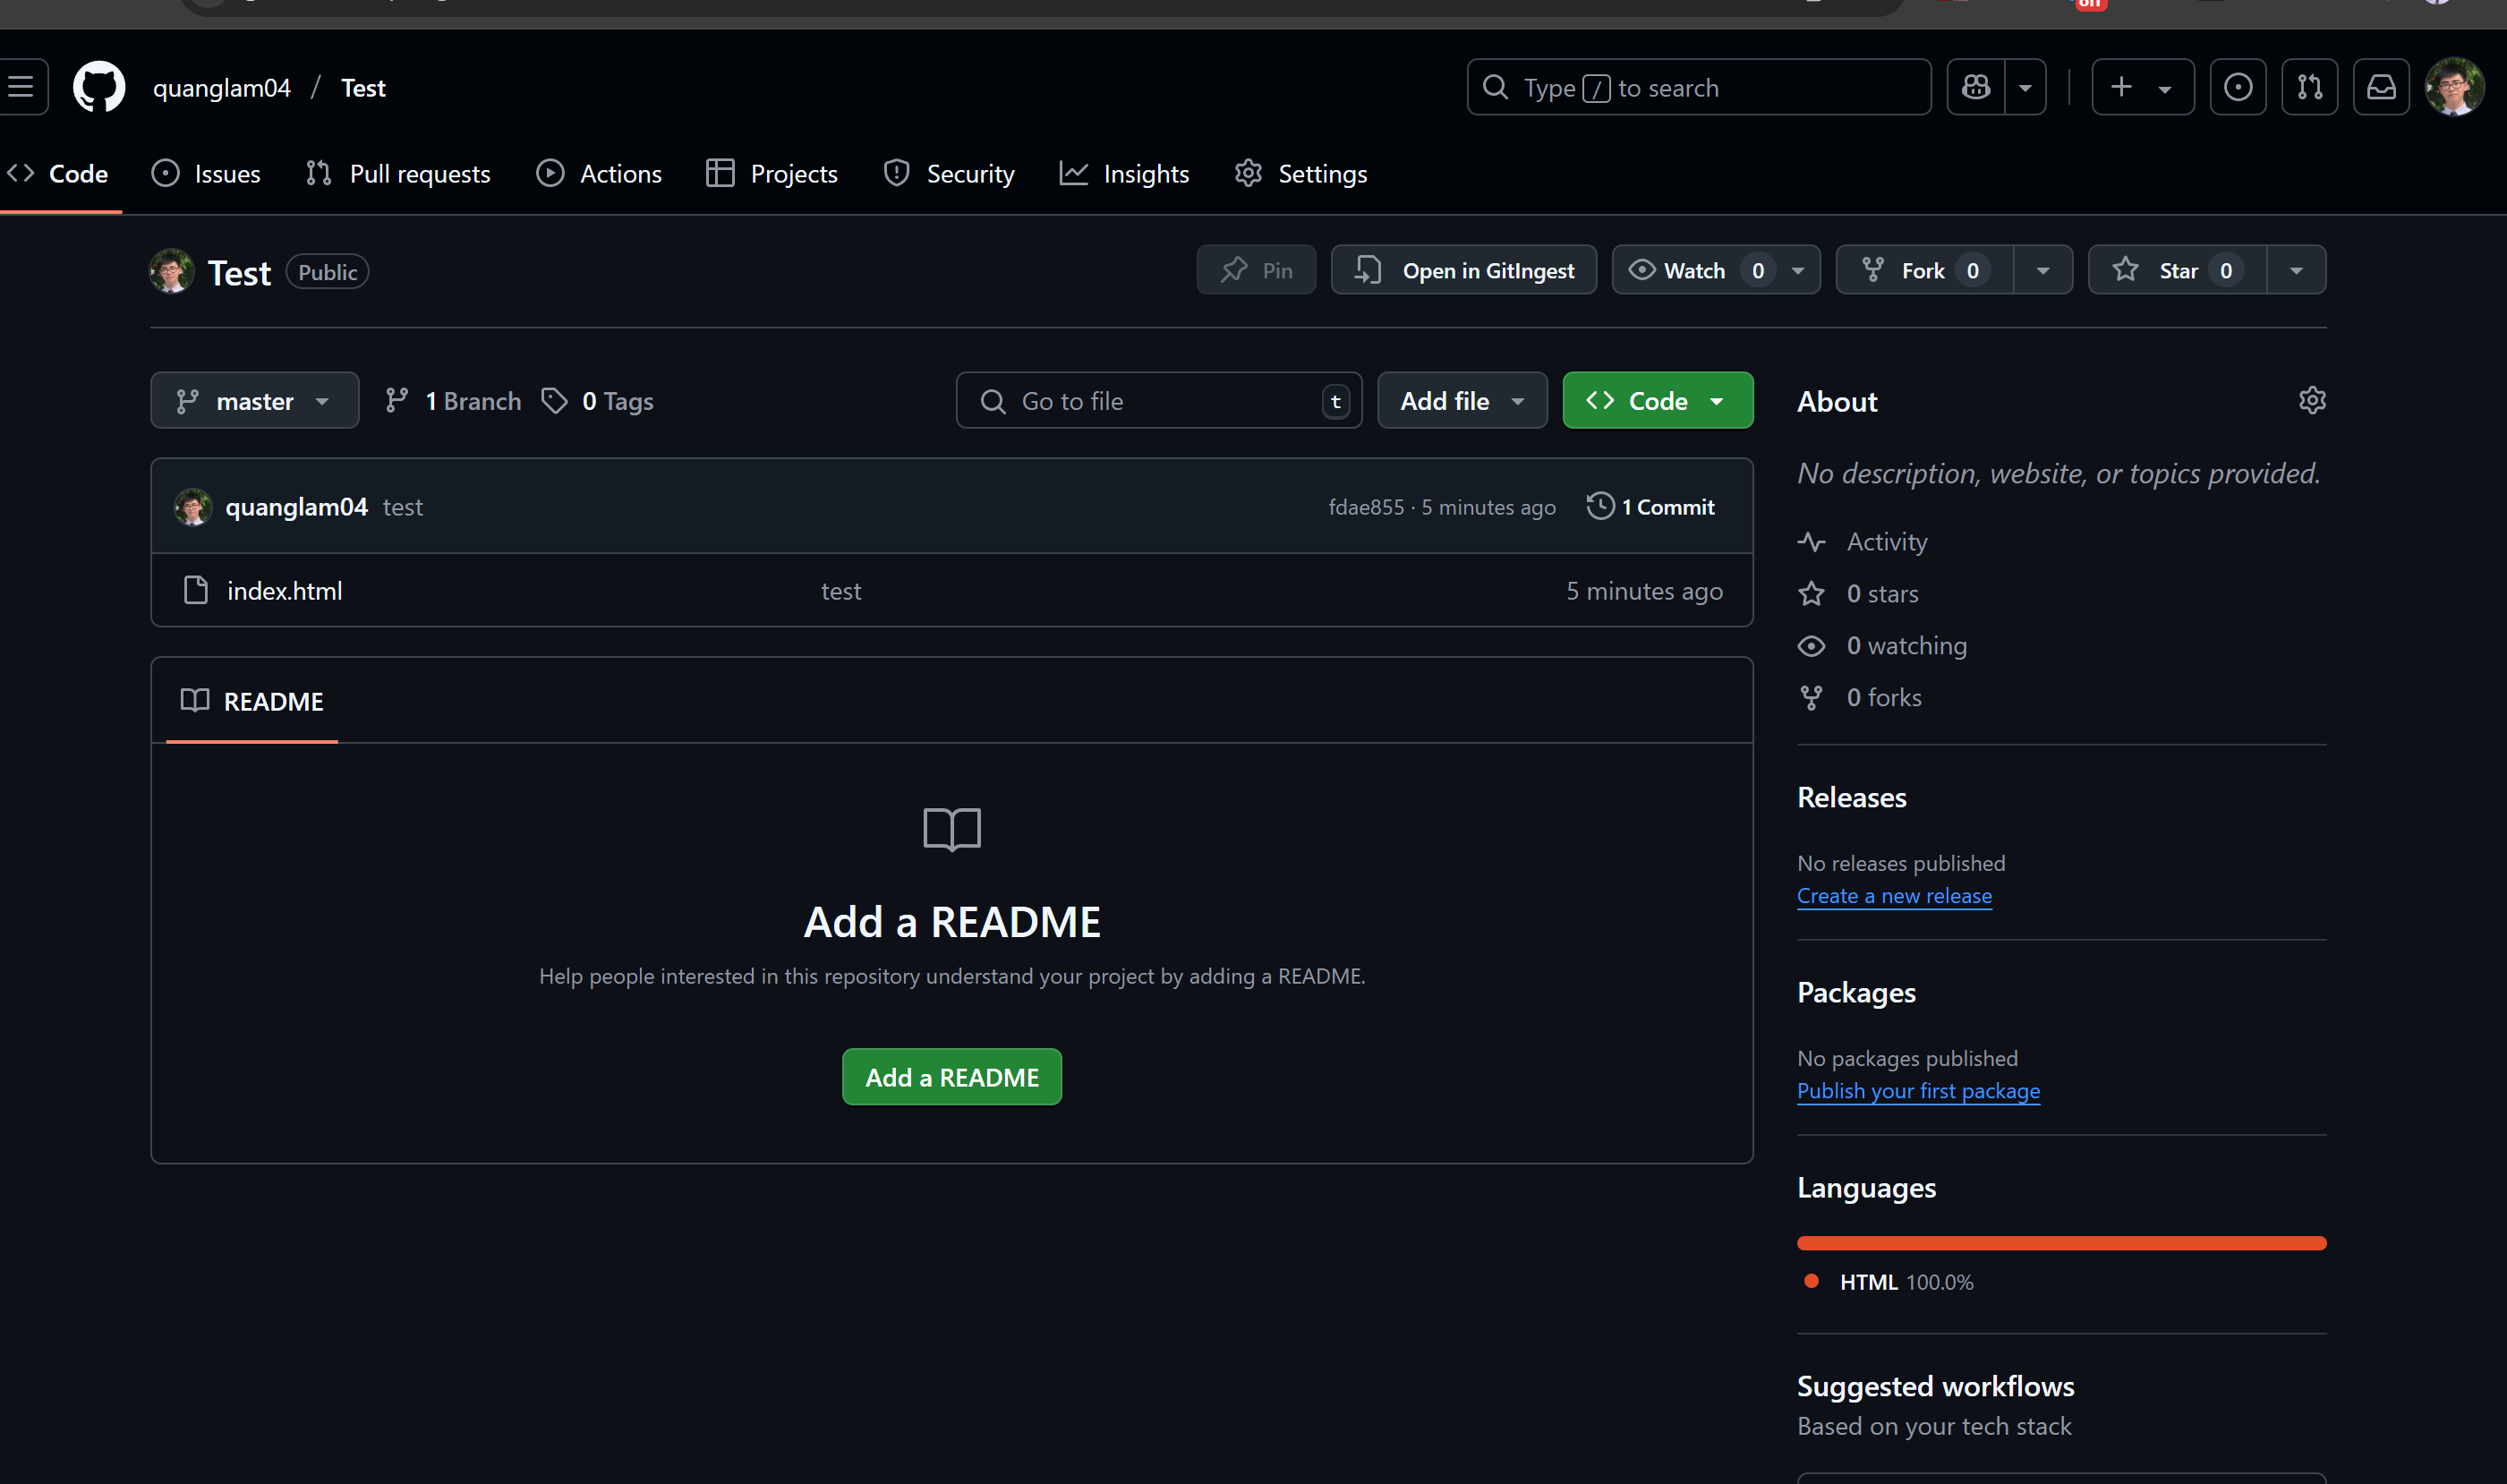 off
quanglam04 / Test
Type / to search
Code
Issues
Pull requests
Actions
Projects
Security
Insights
Settings
Test Public
Pin
Open in GitIngest
Watch 0
Fork 0
Star 0
master
1 Branch
0 Tags
Go to file t
Add file
Code
quanglam04 test
fdae855 · 5 minutes ago
1 Commit
index.html
test
5 minutes ago
README
Add a README
Help people interested in this repository understand your project by adding a README.
Add a README
About
No description, website, or topics provided.
Activity
0 stars
0 watching
0 forks
Releases
No releases published
Create a new release
Packages
No packages published
Publish your first package
Languages
HTML 100.0%
Suggested workflows
Based on your tech stack